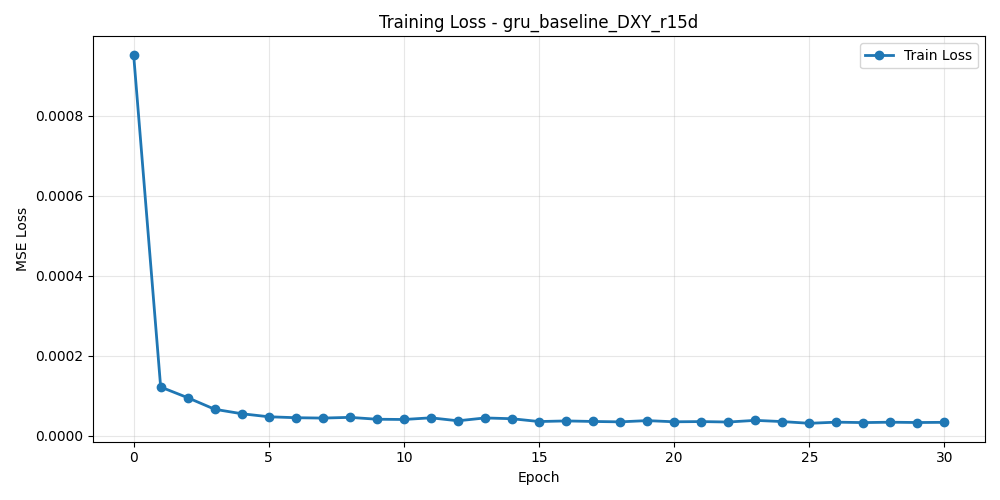 Training Loss - gru_baseline_DXY_r15d
Train Loss
MSE Loss
0.0008
0.0006
0.0004
0.0002
0.0000
0 5 10 15 20 25 30
Epoch